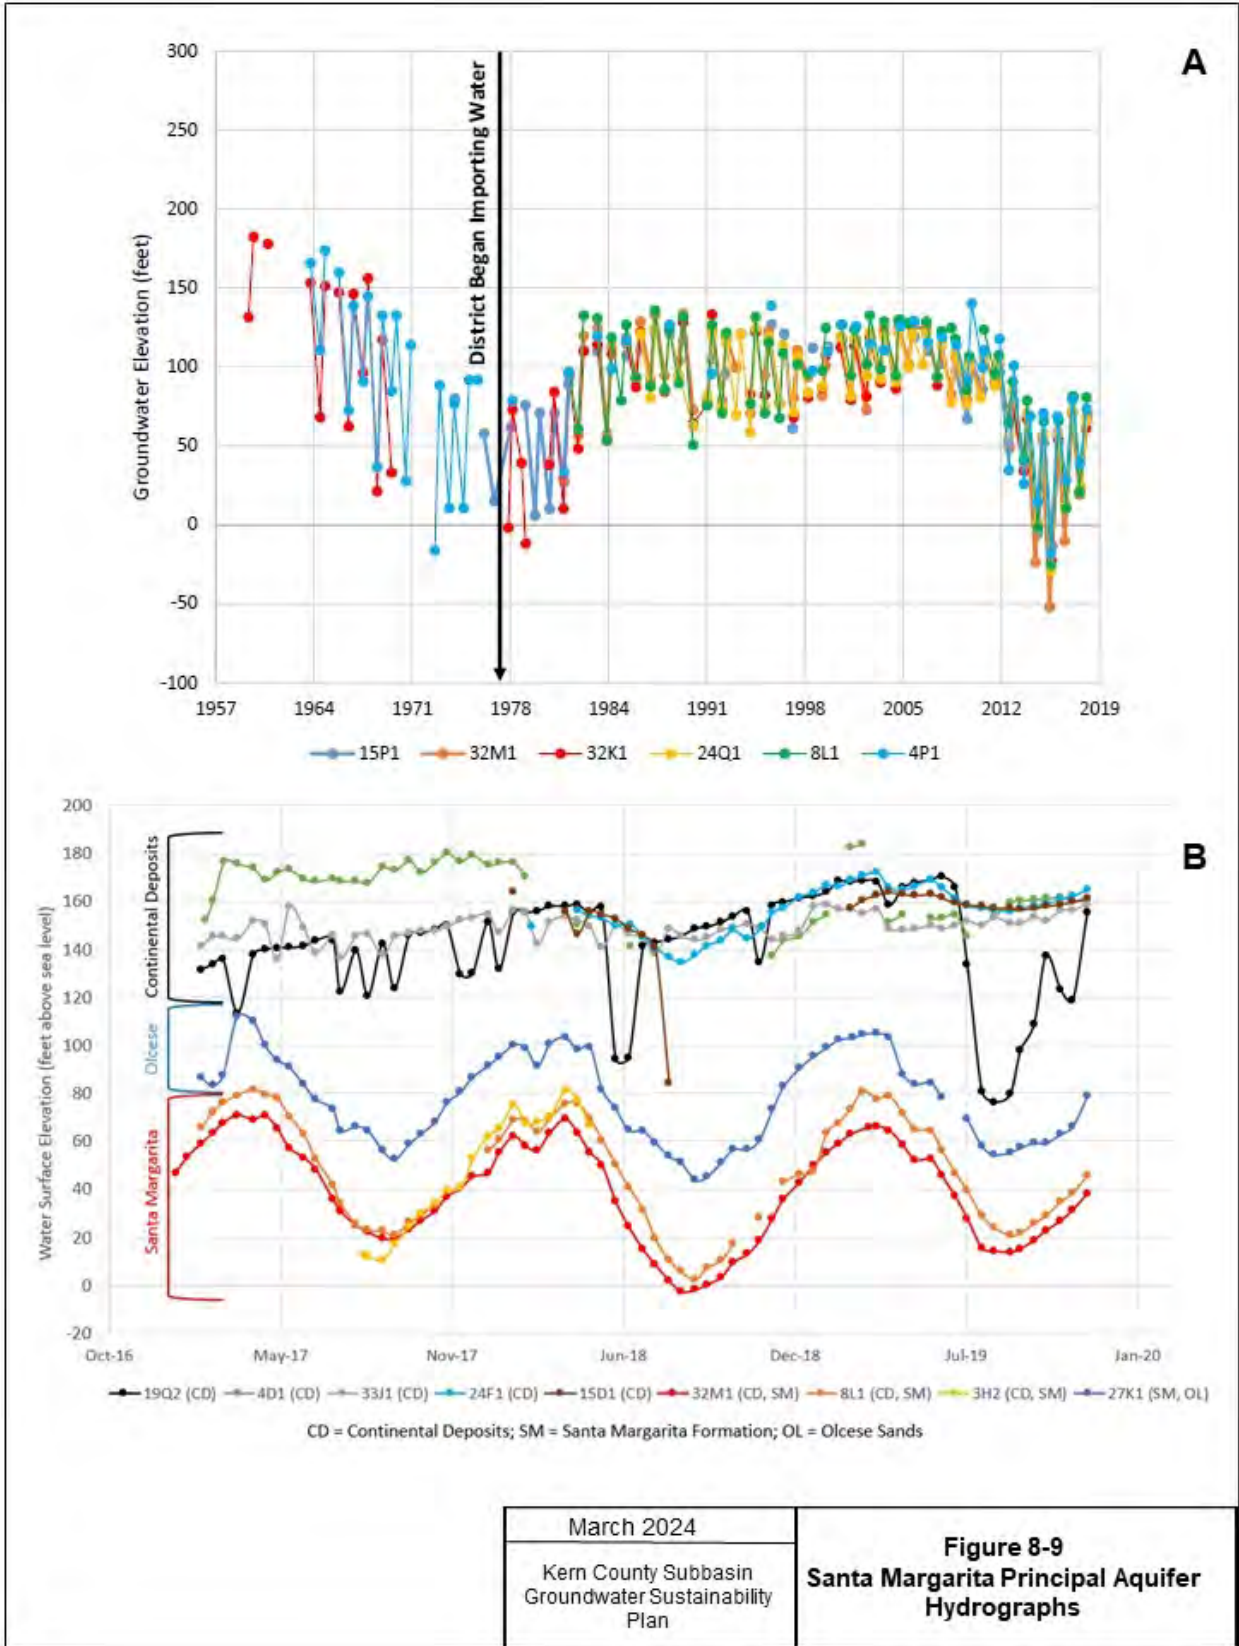 A
300
250
200
150
100
50
0
-50
-100
Groundwater Elevation (feet)
District Began Importing Water
1957 1964 1971 1978 1984 1991 1998 2005 2012 2019
15P1 32M1 32K1 24Q1 8L1 4P1
B
200
180
160
140
120
100
80
60
40
20
0
-20
Water Surface Elevation (feet above sea level)
Continental Deposits
Olcese
Santa Margarita
Oct-16 May-17 Nov-17 Jun-18 Dec-18 Jul-19 Jan-20
19Q2 (CD) 4D1 (CD) 33J1 (CD) 24F1 (CD) 15D1 (CD) 32M1 (CD, SM) 8L1 (CD, SM) 3H2 (CD, SM) 27K1 (SM, OL)
CD = Continental Deposits; SM = Santa Margarita Formation; OL = Olcese Sands
March 2024
Kern County Subbasin
Groundwater Sustainability
Plan
Figure 8-9
Santa Margarita Principal Aquifer
Hydrographs